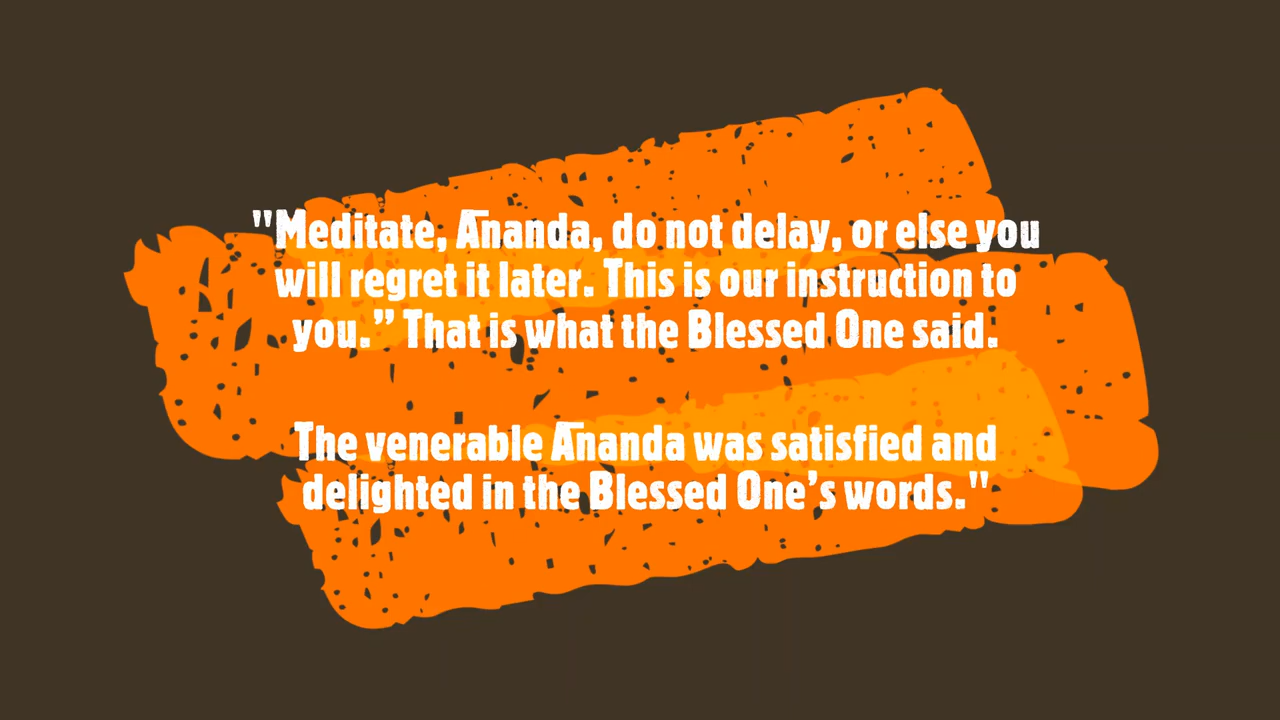 "Meditate, Ānanda, do not delay, or else you
will regret it later. This is our instruction to
you.” That is what the Blessed One said.
The venerable Ānanda was satisfied and
delighted in the Blessed One’s words."